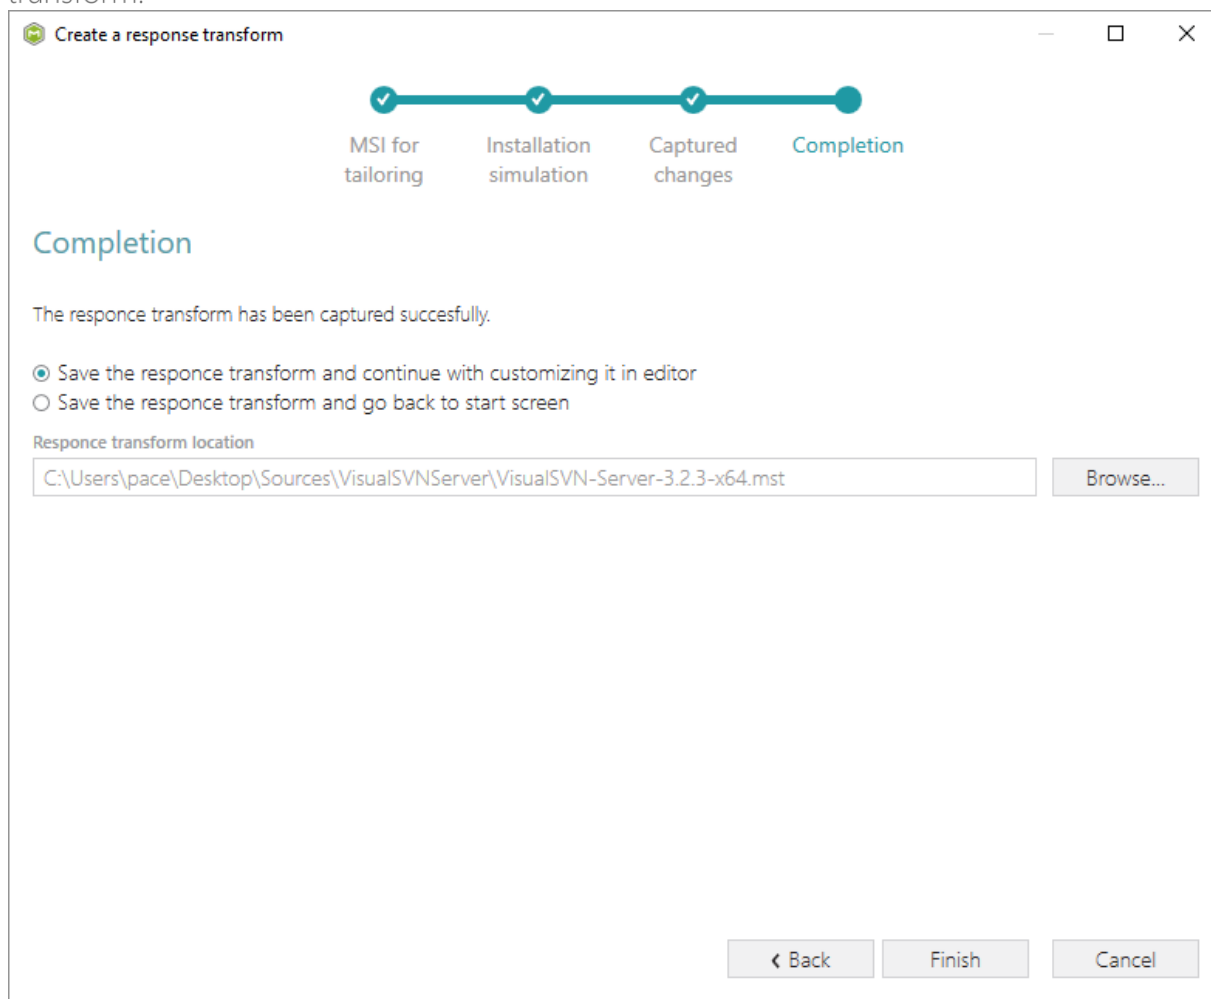 transform.
Create a response transform
MSI for tailoring
Installation simulation
Captured changes
Completion
Completion
The responce transform has been captured succesfully.
Save the responce transform and continue with customizing it in editor
Save the responce transform and go back to start screen
Responce transform location
C:\Users\pace\Desktop\Sources\VisualSVNServer\VisualSVN-Server-3.2.3-x64.mst
Browse...
Back
Finish
Cancel